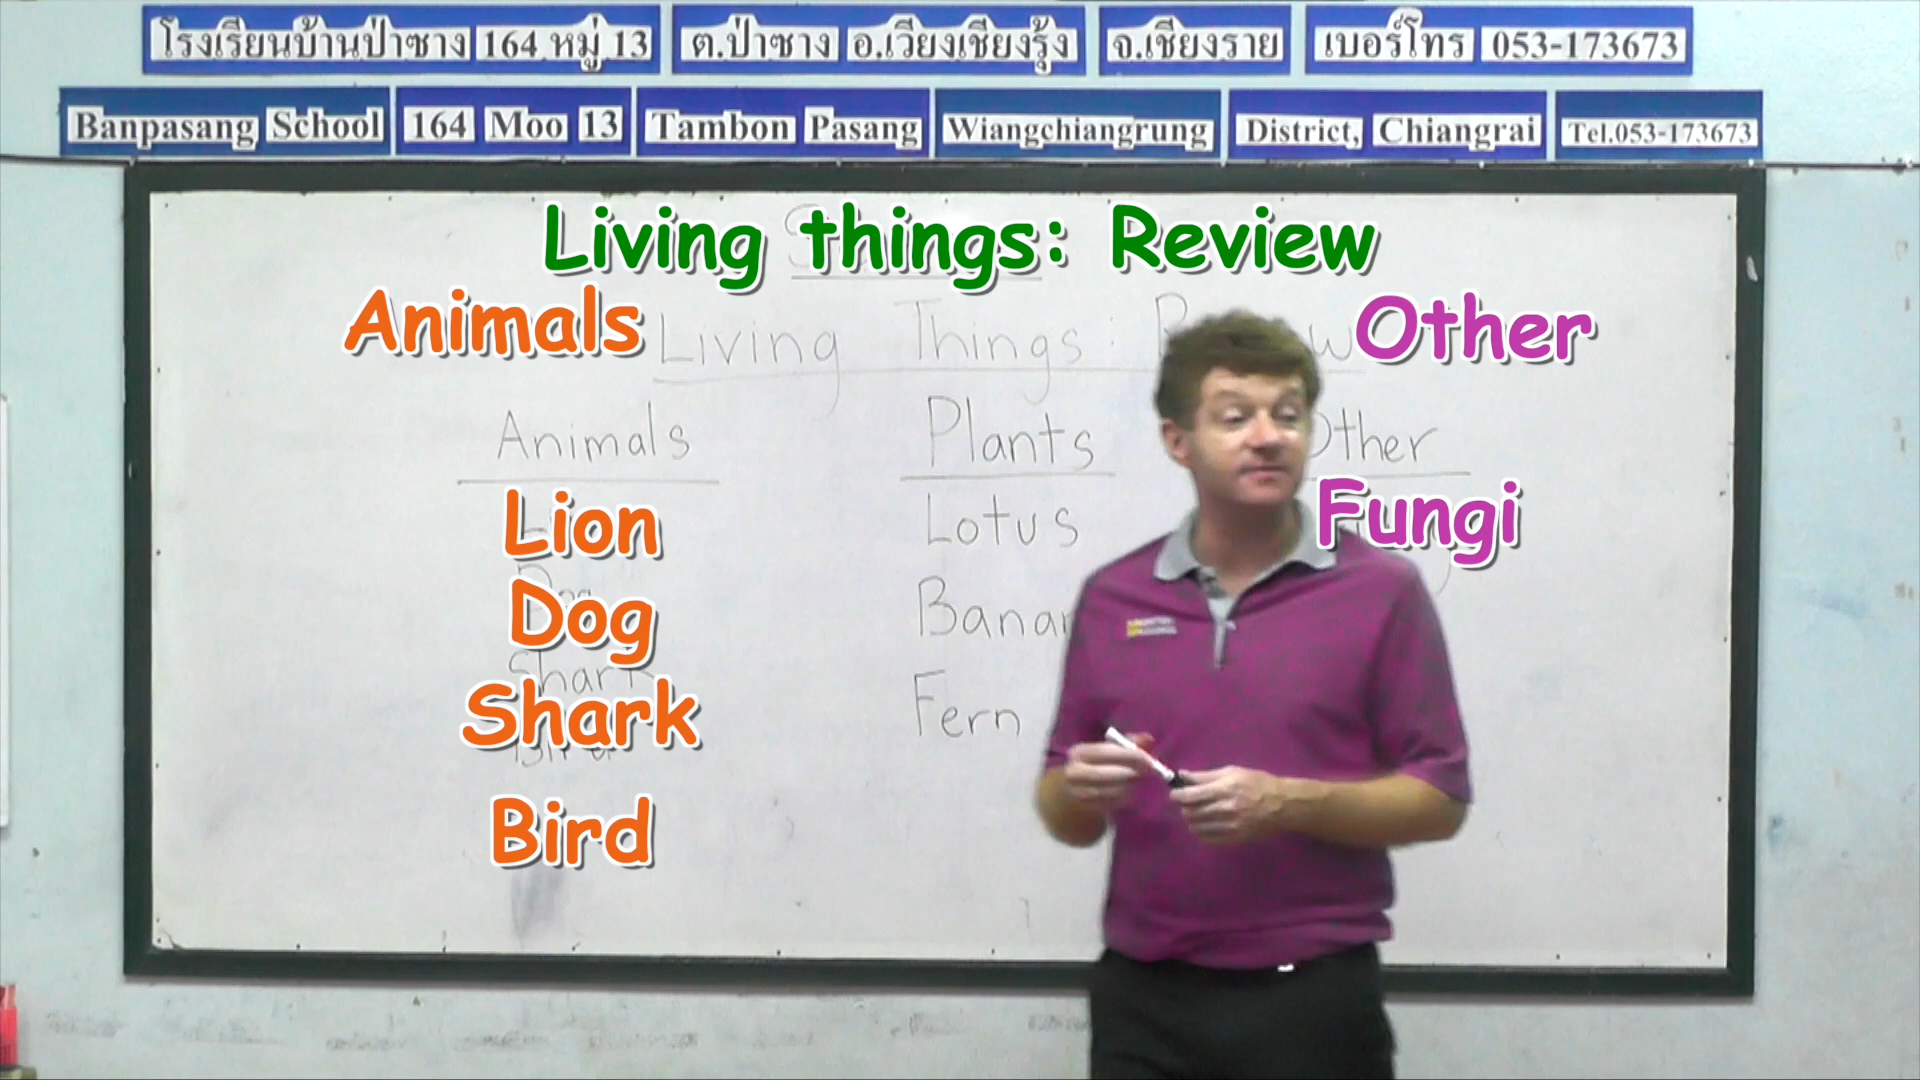 โรงเรียนบ้านป่าซาง 164 หมู่ 13 ต.ป่าซาง อ.เวียงเชียงรุ้ง จ.เชียงราย เบอร์โทร 053-173673
Banpasang School 164 Moo 13 Tambon Pasang Wiangchiangrung District, Chiangrai Tel.053-173673
Living things: Review
Animals Other
Living Things:
Animals Plants Other
Lion Lotus Fungi
Dog
Shark Fern
Shark
Bird
Bird